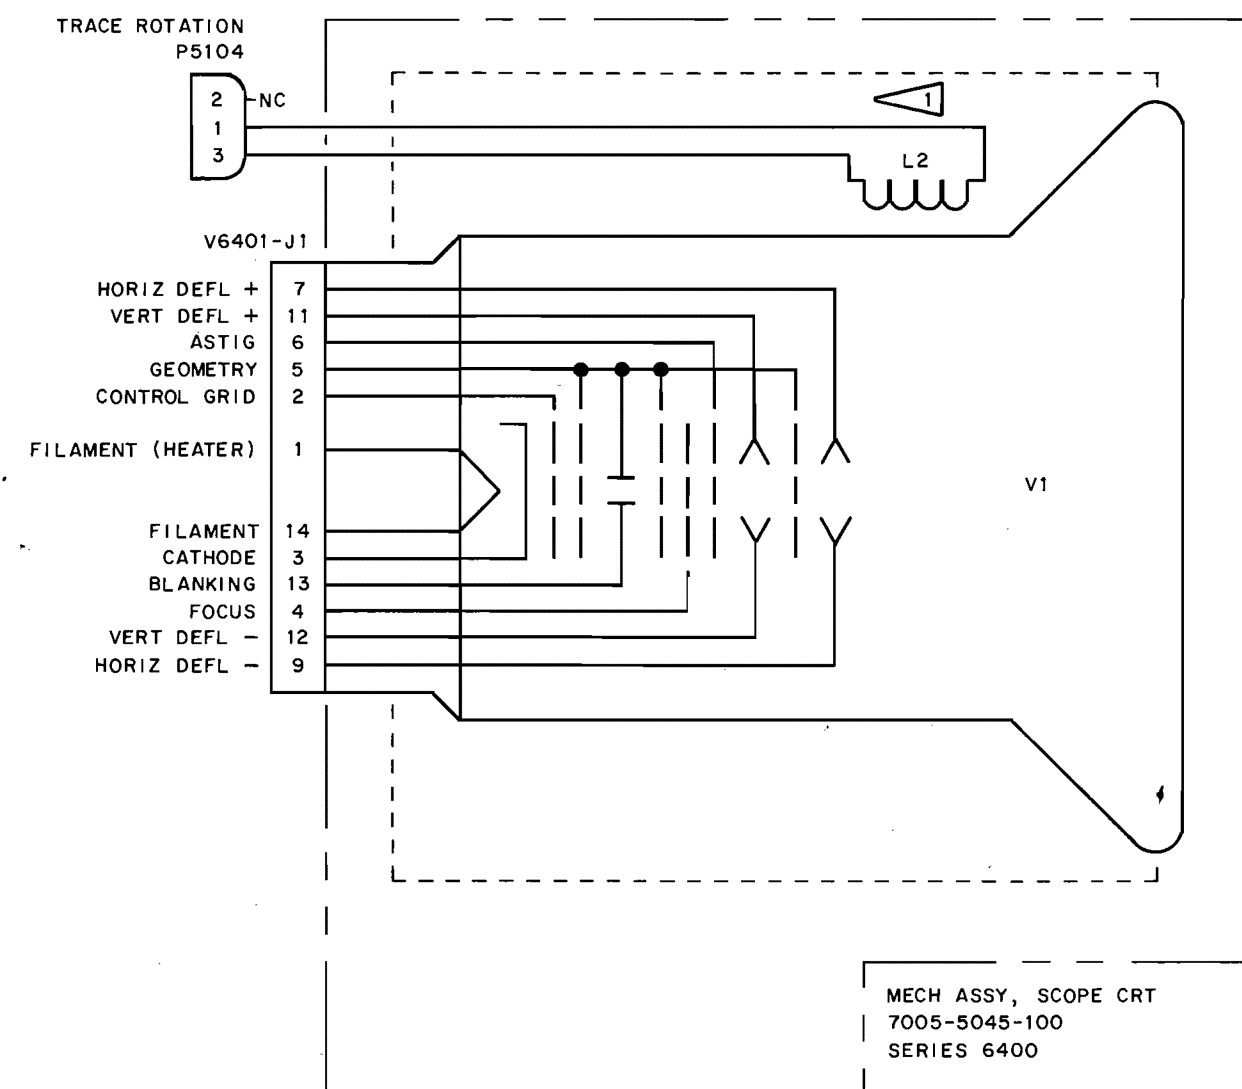 TRACE ROTATION
P5104
2 NC
1
3
1
L2
V6401-J1
HORIZ DEFL + 7
VERT DEFL + 11
ASTIG 6
GEOMETRY 5
CONTROL GRID 2
FILAMENT (HEATER) 1
FILAMENT 14
CATHODE 3
BLANKING 13
FOCUS 4
VERT DEFL - 12
HORIZ DEFL - 9
V1
MECH ASSY, SCOPE CRT
7005-5045-100
SERIES 6400